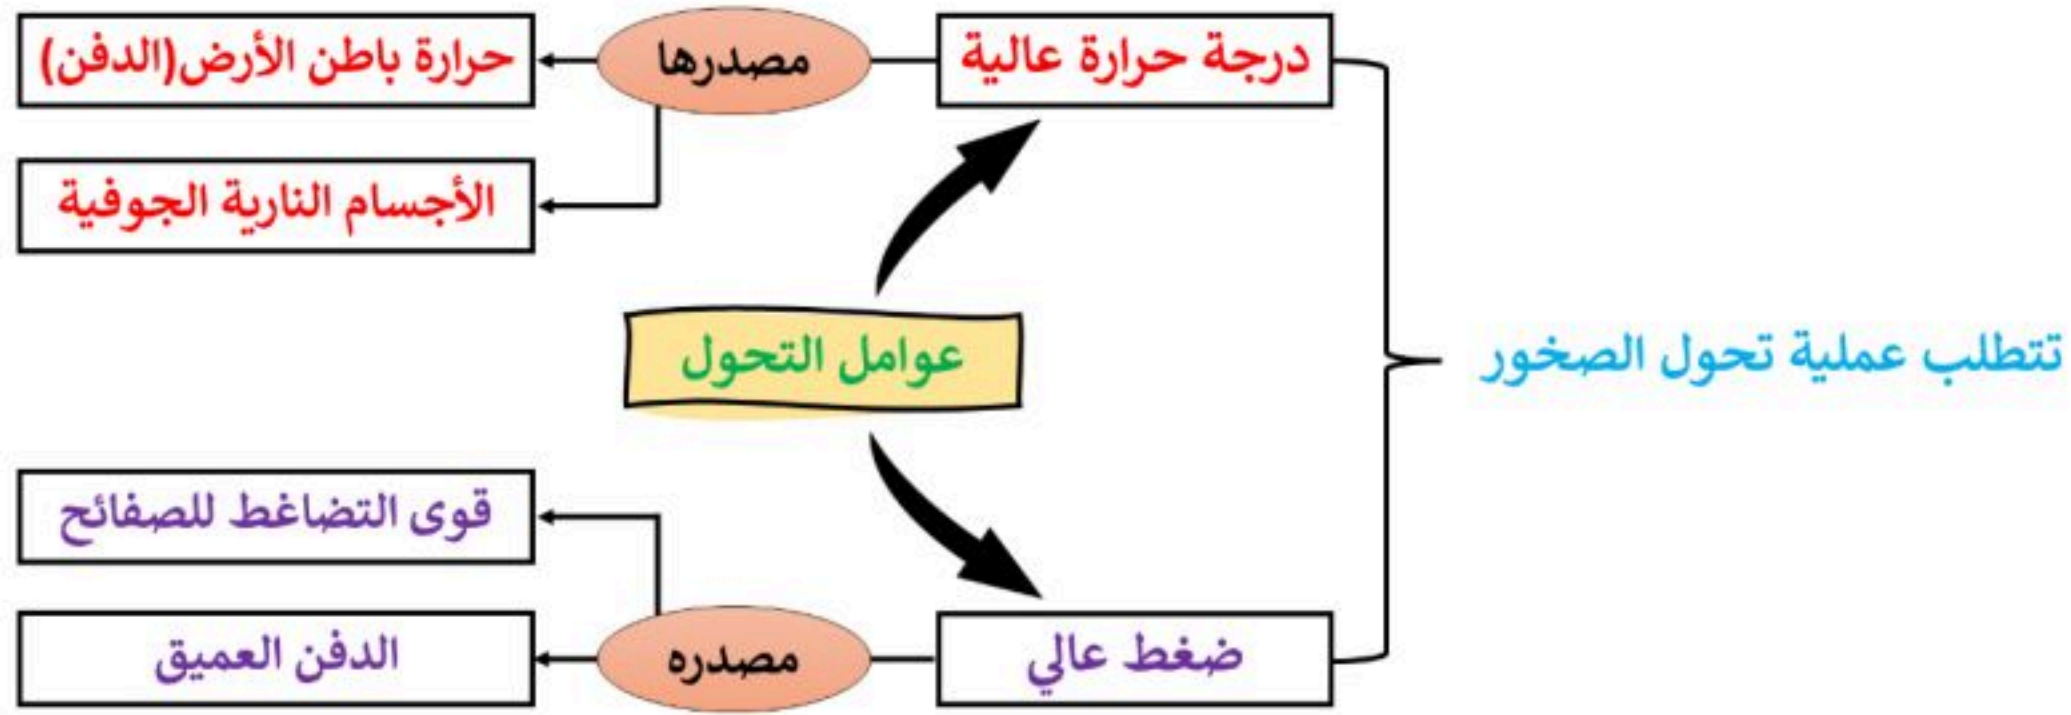 تتطلب عملية تحول الصخور
عوامل التحول
درجة حرارة عالية
مصدرها
حرارة باطن الأرض(الدفن)
الأجسام النارية الجوفية
ضغط عالي
مصدره
قوى التضاغط للصفائح
الدفن العميق